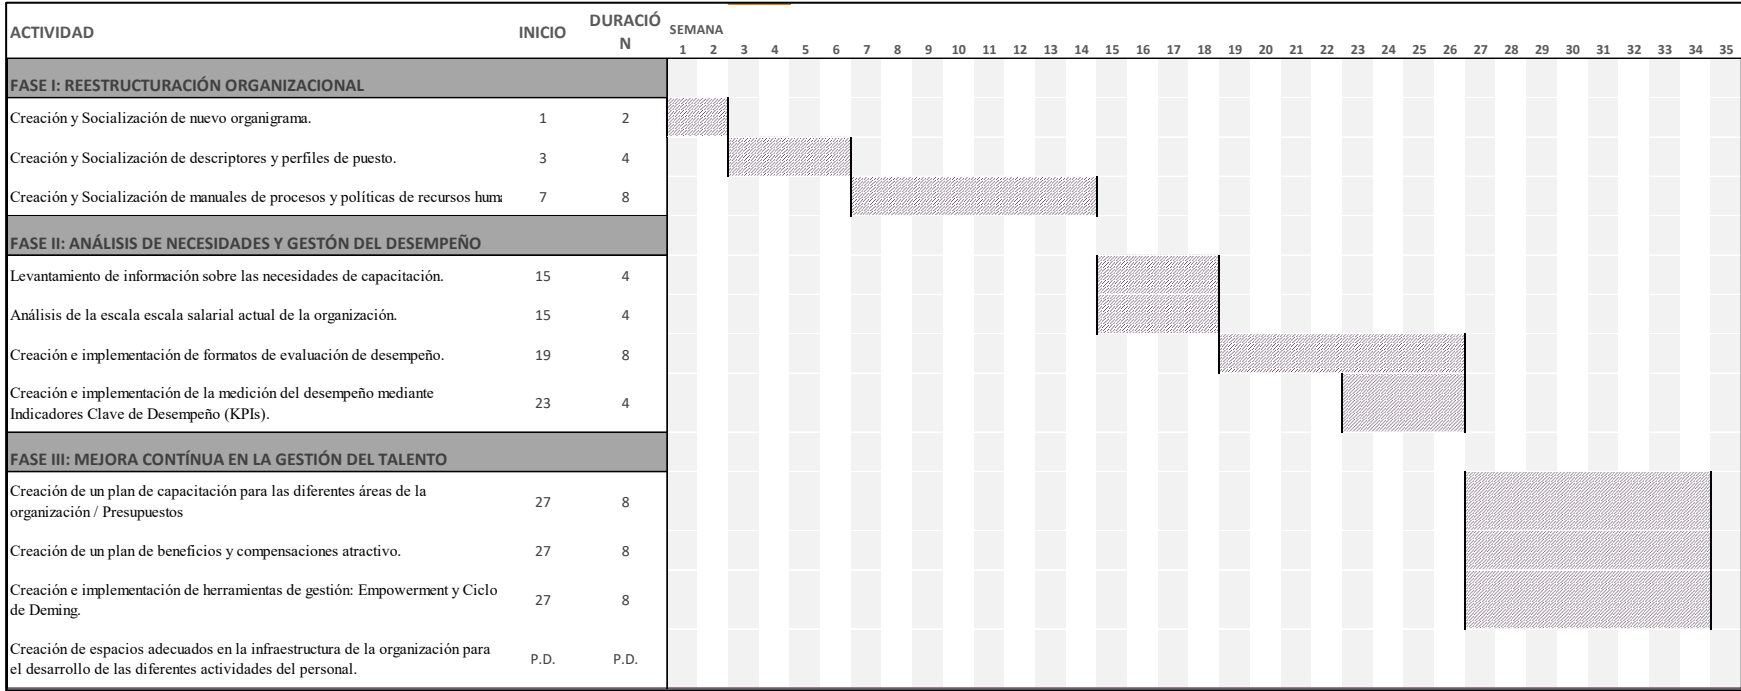 ACTIVIDAD INICIO DURACIÓ
N
SEMANA
1 2 3 4 5 6 7 8 9 10 11 12 13 14 15 16 17 18 19 20 21 22 23 24 25 26 27 28 29 30 31 32 33 34 35
FASE I: REESTRUCTURACIÓN ORGANIZACIONAL
Creación y Socialización de nuevo organigrama. 1 2
Creación y Socialización de descriptores y perfiles de puesto. 3 4
Creación y Socialización de manuales de procesos y políticas de recursos huma 7 8
FASE II: ANÁLISIS DE NECESIDADES Y GESTÓN DEL DESEMPEÑO
Levantamiento de información sobre las necesidades de capacitación. 15 4
Análisis de la escala escala salarial actual de la organización. 15 4
Creación e implementación de formatos de evaluación de desempeño. 19 8
Creación e implementación de la medición del desempeño mediante
Indicadores Clave de Desempeño (KPIs). 23 4
FASE III: MEJORA CONTÍNUA EN LA GESTIÓN DEL TALENTO
Creación de un plan de capacitación para las diferentes áreas de la
organización / Presupuestos 27 8
Creación de un plan de beneficios y compensaciones atractivo. 27 8
Creación e implementación de herramientas de gestión: Empowerment y Ciclo
de Deming. 27 8
Creación de espacios adecuados en la infraestructura de la organización para
el desarrollo de las diferentes actividades del personal. P.D. P.D.